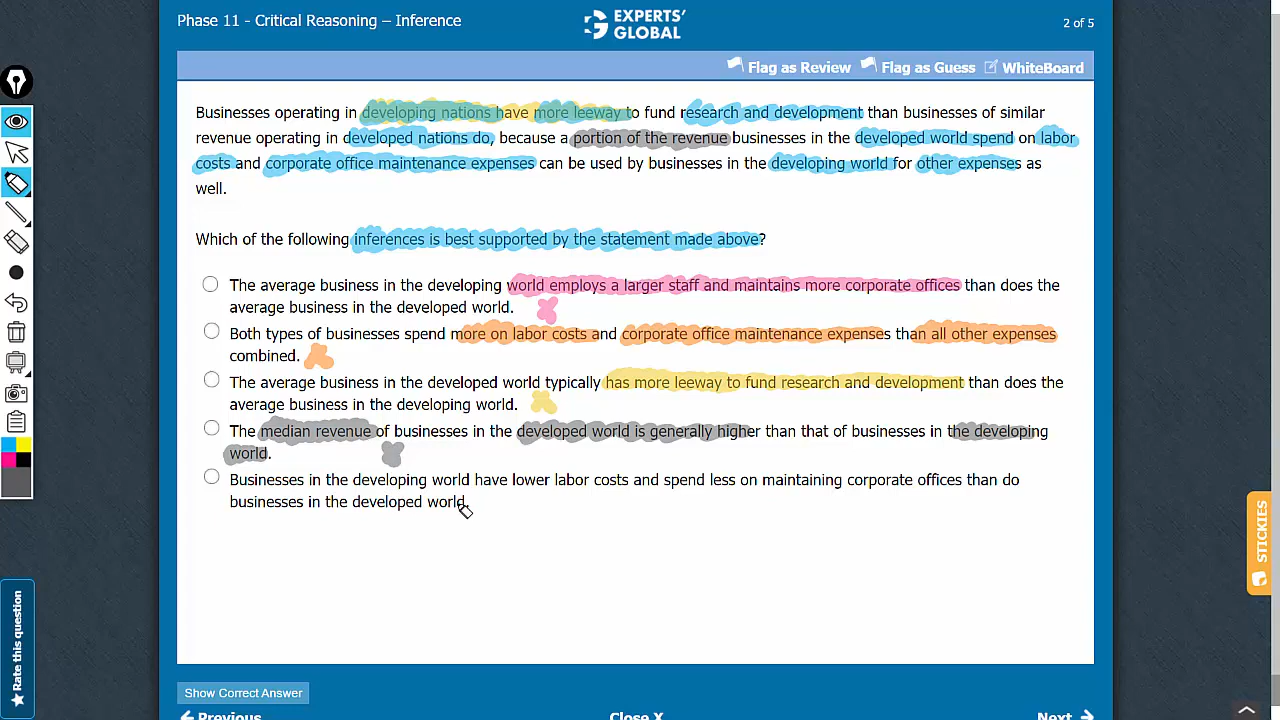 Phase 11 - Critical Reasoning – Inference
EXPERTS'
GLOBAL
2 of 5
Flag as Review
Flag as Guess
WhiteBoard
Businesses operating in developing nations have more leeway to fund research and development than businesses of similar
revenue operating in developed nations do, because a portion of the revenue businesses in the developed world spend on labor
costs and corporate office maintenance expenses can be used by businesses in the developing world for other expenses as
well.
Which of the following inferences is best supported by the statement made above?
The average business in the developing world employs a larger staff and maintains more corporate offices than does the
average business in the developed world.
Both types of businesses spend more on labor costs and corporate office maintenance expenses than all other expenses
combined.
The average business in the developed world typically has more leeway to fund research and development than does the
average business in the developing world.
The median revenue of businesses in the developed world is generally higher than that of businesses in the developing
world.
Businesses in the developing world have lower labor costs and spend less on maintaining corporate offices than do
businesses in the developed world.
STICKIES
Rate this question
Show Correct Answer
Previous
Close X
Next